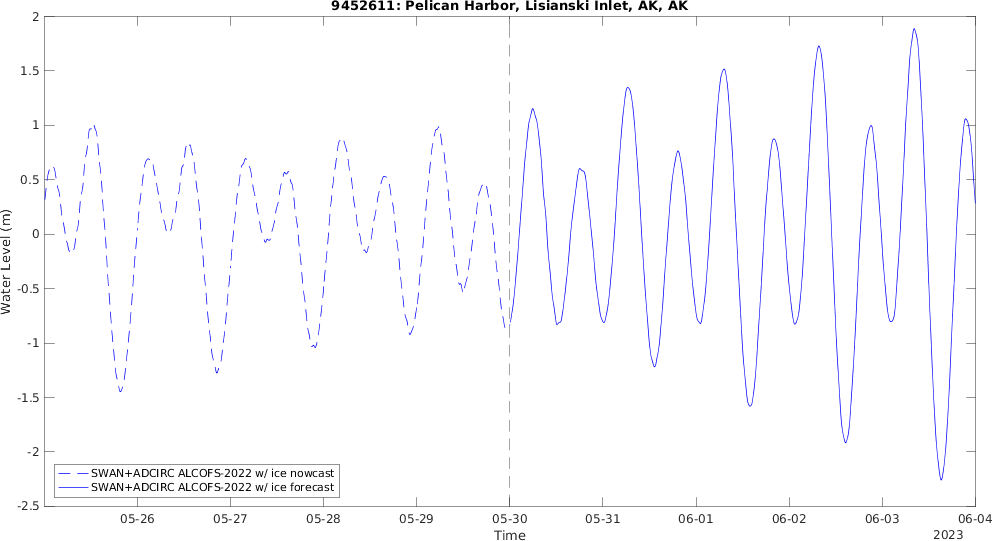 9452611: Pelican Harbor, Lisianski Inlet, AK, AK
Water Level (m)
2
1.5
1
0.5
0
-0.5
-1
-1.5
-2
-2.5
SWAN+ADCIRC ALCOFS-2022 w/ ice nowcast
SWAN+ADCIRC ALCOFS-2022 w/ ice forecast
05-26 05-27 05-28 05-29 05-30 05-31 06-01 06-02 06-03 06-04
Time
2023